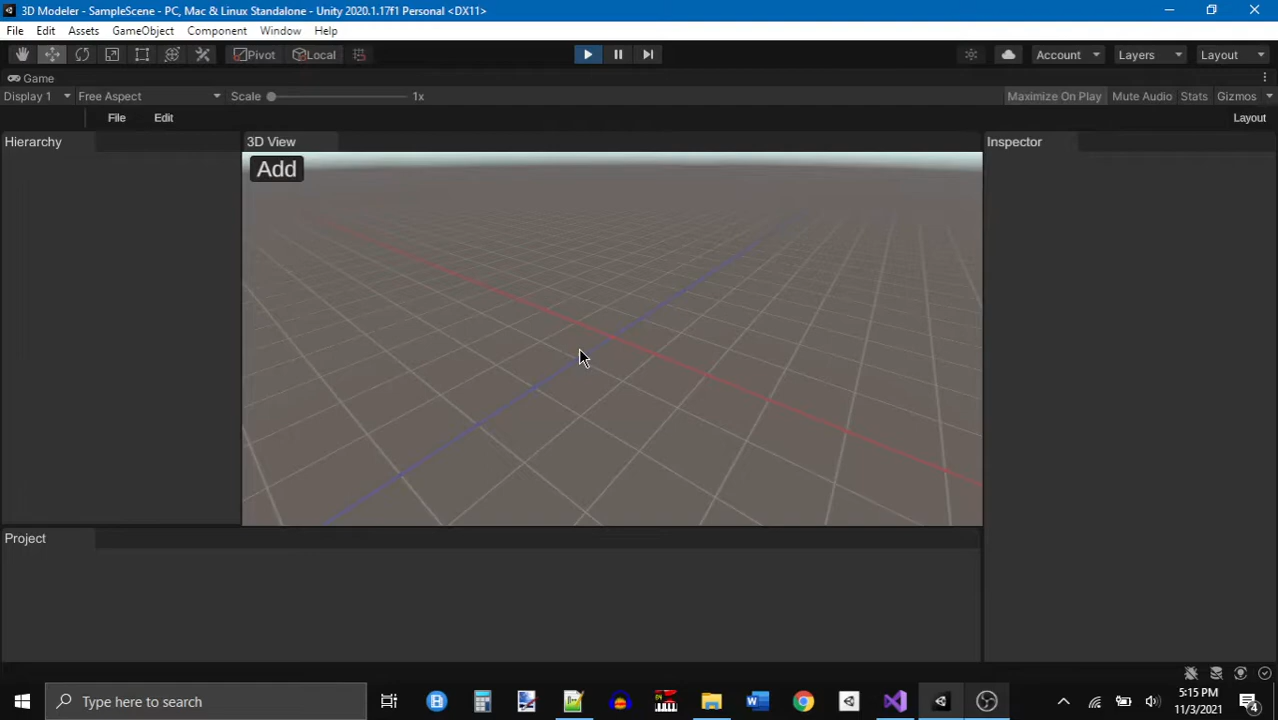 3D Modeler - SampleScene - PC, Mac & Linux Standalone - Unity 2020.1.17f1 Personal <DX11>
File Edit Assets GameObject Component Window Help
Pivot Local Account Layers Layout
Game
Display 1 Free Aspect Scale 1x Maximize On Play Mute Audio Stats Gizmos
File Edit Layout
Hierarchy 3D View Inspector
Add
Project
Type here to search
5:15 PM
11/3/2021
4